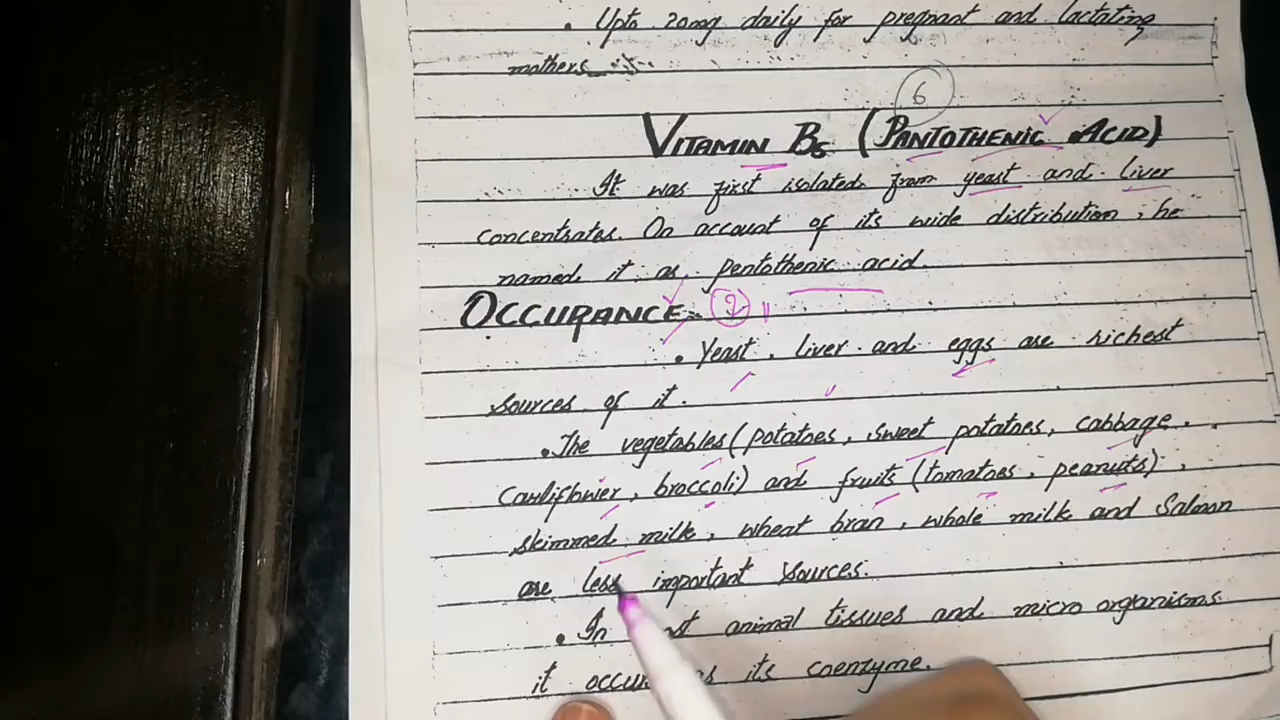 • Upto 20mg daily for pregnant and lactating
mothers
6
VITAMIN B5 (PANTOTHENIC ACID)
It was first isolated from yeast and liver
concentrates. On account of its wide distribution, he
named it as pentothenic acid.
OCCURANCE
• Yeast, liver and eggs are richest
sources of it.
• The vegetables (potatoes, sweet potatoes, cabbage,
cauliflower, broccoli) and fruits (tomatoes, peanuts),
skimmed milk, wheat bran, whole milk and Salmon
are less important sources.
• In animal tissues and micro organisms
it its coenzyme.